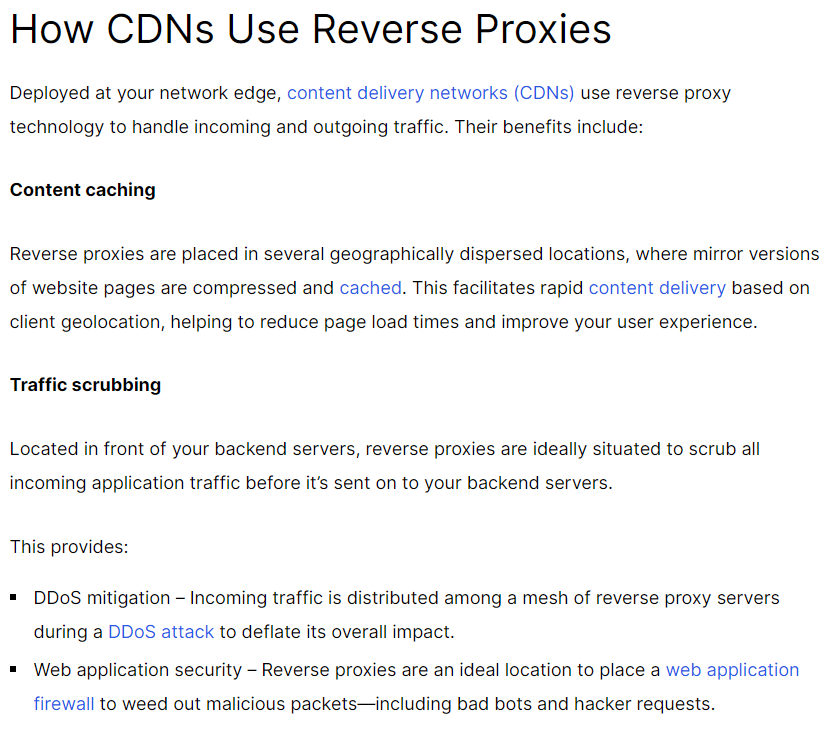 How CDNs Use Reverse Proxies
Deployed at your network edge, content delivery networks (CDNs) use reverse proxy
technology to handle incoming and outgoing traffic. Their benefits include:
Content caching
Reverse proxies are placed in several geographically dispersed locations, where mirror versions
of website pages are compressed and cached. This facilitates rapid content delivery based on
client geolocation, helping to reduce page load times and improve your user experience.
Traffic scrubbing
Located in front of your backend servers, reverse proxies are ideally situated to scrub all
incoming application traffic before it’s sent on to your backend servers.
This provides:
▪ DDoS mitigation – Incoming traffic is distributed among a mesh of reverse proxy servers
during a DDoS attack to deflate its overall impact.
▪ Web application security – Reverse proxies are an ideal location to place a web application
firewall to weed out malicious packets—including bad bots and hacker requests.